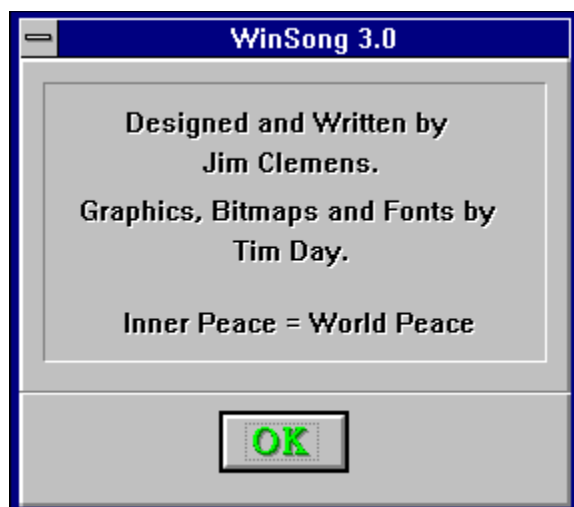 WinSong 3.0
Designed and Written by
Jim Clemens.
Graphics, Bitmaps and Fonts by
Tim Day.
Inner Peace = World Peace
OK